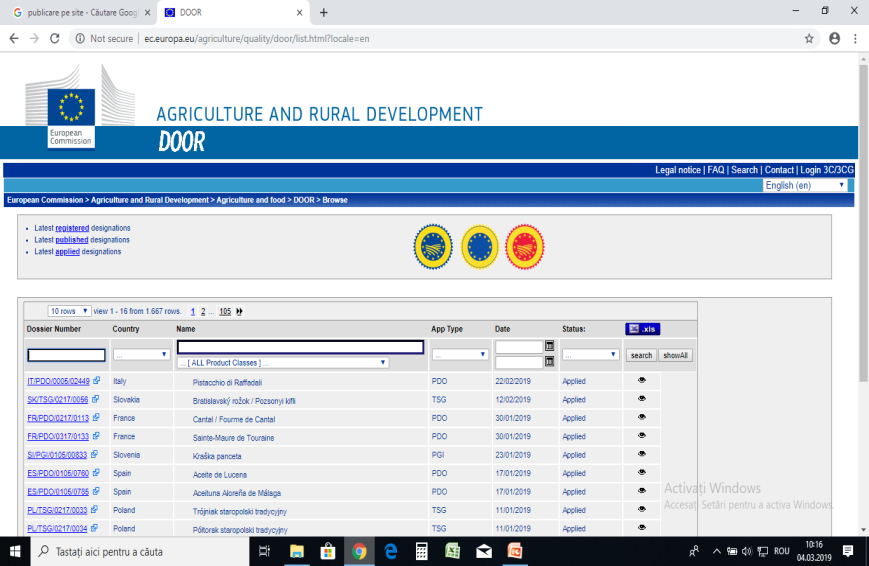 publicare pe site - Căutare Goog
DOOR
Not secure | ec.europa.eu/agriculture/quality/door/list.html?locale=en
European
Commission
AGRICULTURE AND RURAL DEVELOPMENT
DOOR
Legal notice | FAQ | Search | Contact | Login 3C/3CG
English (en)
European Commission > Agriculture and Rural Development > Agriculture and food > DOOR > Browse
Latest registered designations
Latest published designations
Latest applied designations
10 rows view 1 - 16 from 1.667 rows. 1 2 ... 105
Dossier Number Country Name App Type Date Status: .xls
... ... ... search showAll
... [ ALL Product Classes ] ...
IT/PDO/0005/02449 Italy Pistacchio di Raffadali PDO 22/02/2019 Applied
SK/TSG/0217/0056 Slovakia Bratislavský rožok / Pozsonyi kifli TSG 12/02/2019 Applied
FR/PDO/0217/0113 France Cantal / Fourme de Cantal PDO 30/01/2019 Applied
FR/PDO/0317/0133 France Sainte-Maure de Touraine PDO 30/01/2019 Applied
SI/PGI/0105/00833 Slovenia Kraška panceta PGI 23/01/2019 Applied
ES/PDO/0105/0760 Spain Aceite de Lucena PDO 17/01/2019 Applied
ES/PDO/0105/0785 Spain Aceituna Aloreña de Málaga PDO 17/01/2019 Applied
PL/TSG/0217/0033 Poland Trójniak staropolski tradycyjny TSG 11/01/2019 Applied
PL/TSG/0217/0034 Poland Półtorak staropolski tradycyjny TSG 11/01/2019 Applied
Activați Windows
Accesați Setări pentru a activa Windows.
Tastați aici pentru a căuta
ROU
10:16
04.03.2019